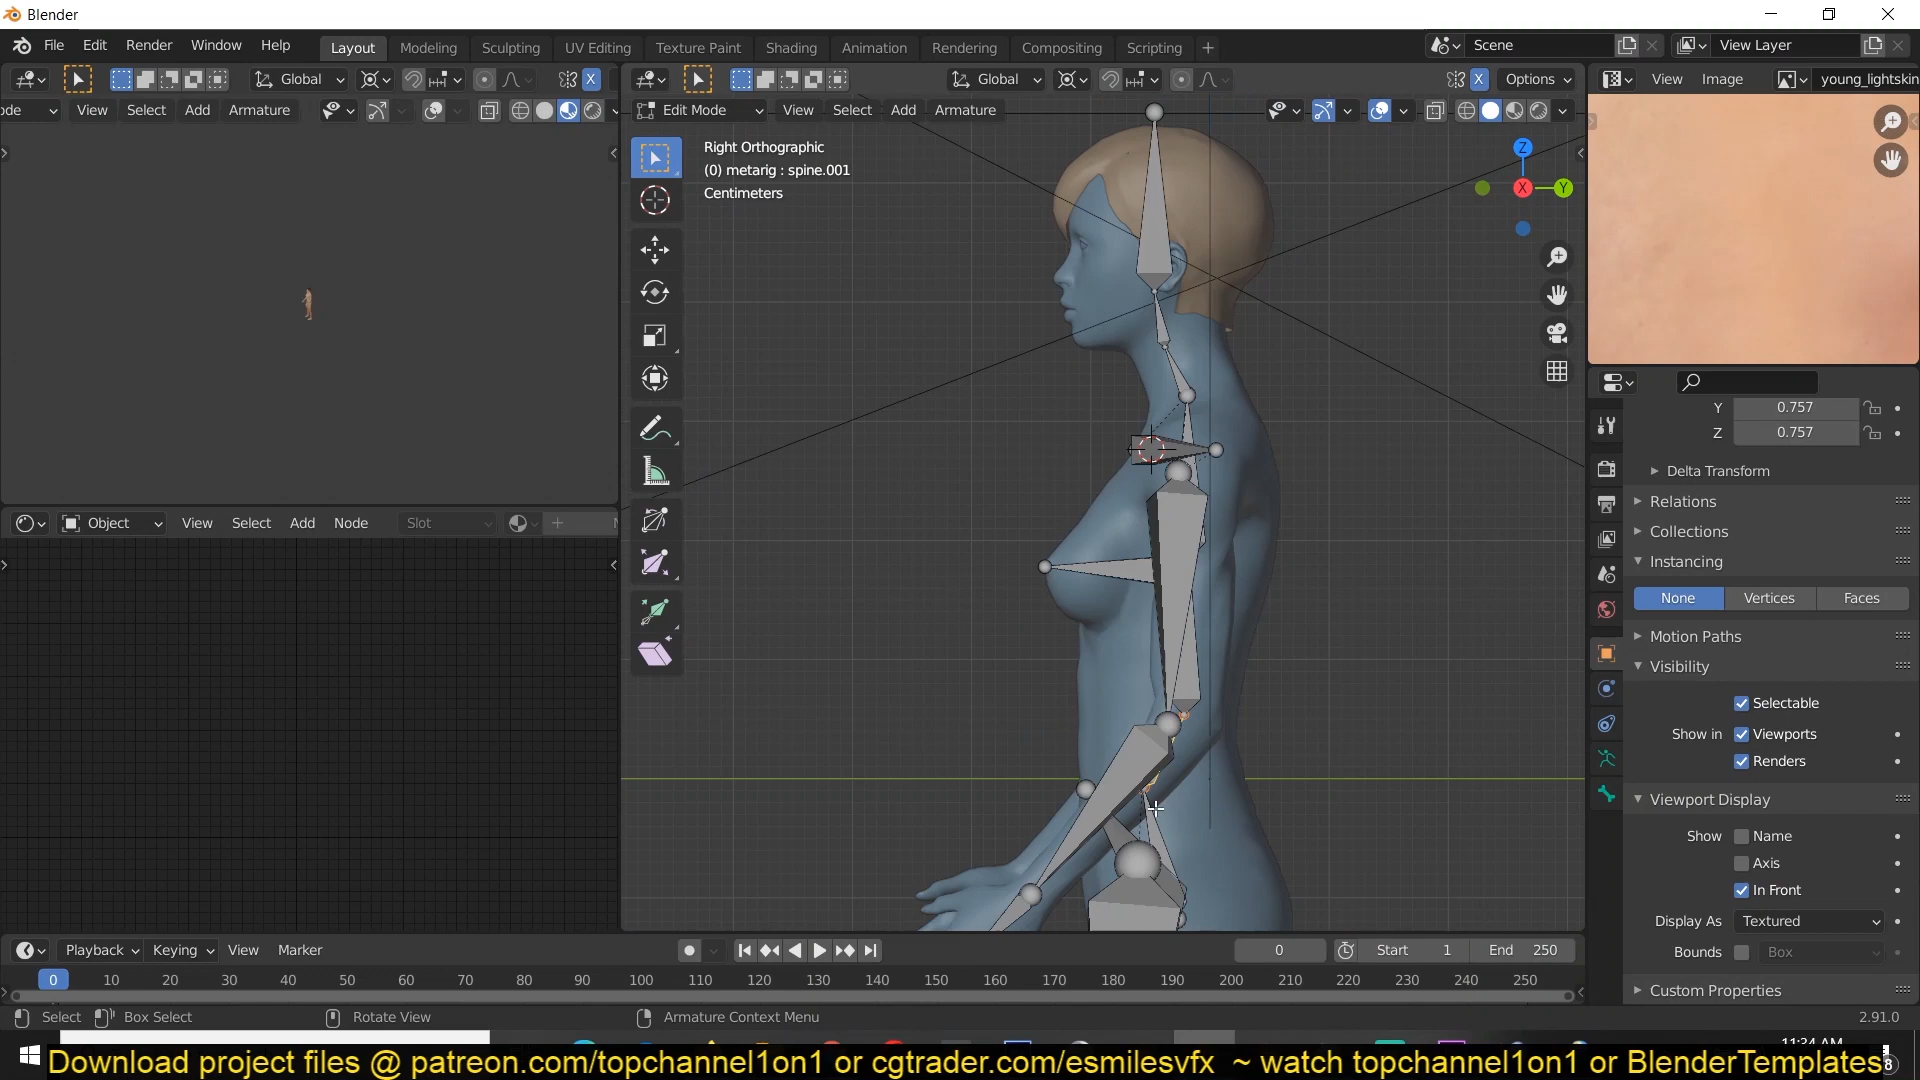 Blender
File Edit Render Window Help Layout Modeling Sculpting UV Editing Texture Paint Shading Animation Rendering Compositing Scripting + Scene View Layer
Global Global Options View Image young_lightskin
ode View Select Add Armature Edit Mode View Select Add Armature
Right Orthographic
(0) metarig : spine.001
Centimeters
Z
X Y
Y 0.757
Z 0.757
Delta Transform
Relations
Collections
Instancing
None Vertices Faces
Motion Paths
Visibility
Selectable
Show in Viewports
Renders
Viewport Display
Show Name
Axis
In Front
Display As Textured
Bounds Box
Custom Properties
Object View Select Add Node Slot
Playback Keying View Marker 0 Start 1 End 250
0 10 20 30 40 50 60 70 80 90 100 110 120 130 140 150 160 170 180 190 200 210 220 230 240 250
Select Box Select Rotate View Armature Context Menu 2.91.0
11:34 AM
Download project files @ patreon.com/topchannel1on1 or cgtrader.com/esmilesvfx ~ watch topchannel1on1 or BlenderTemplates